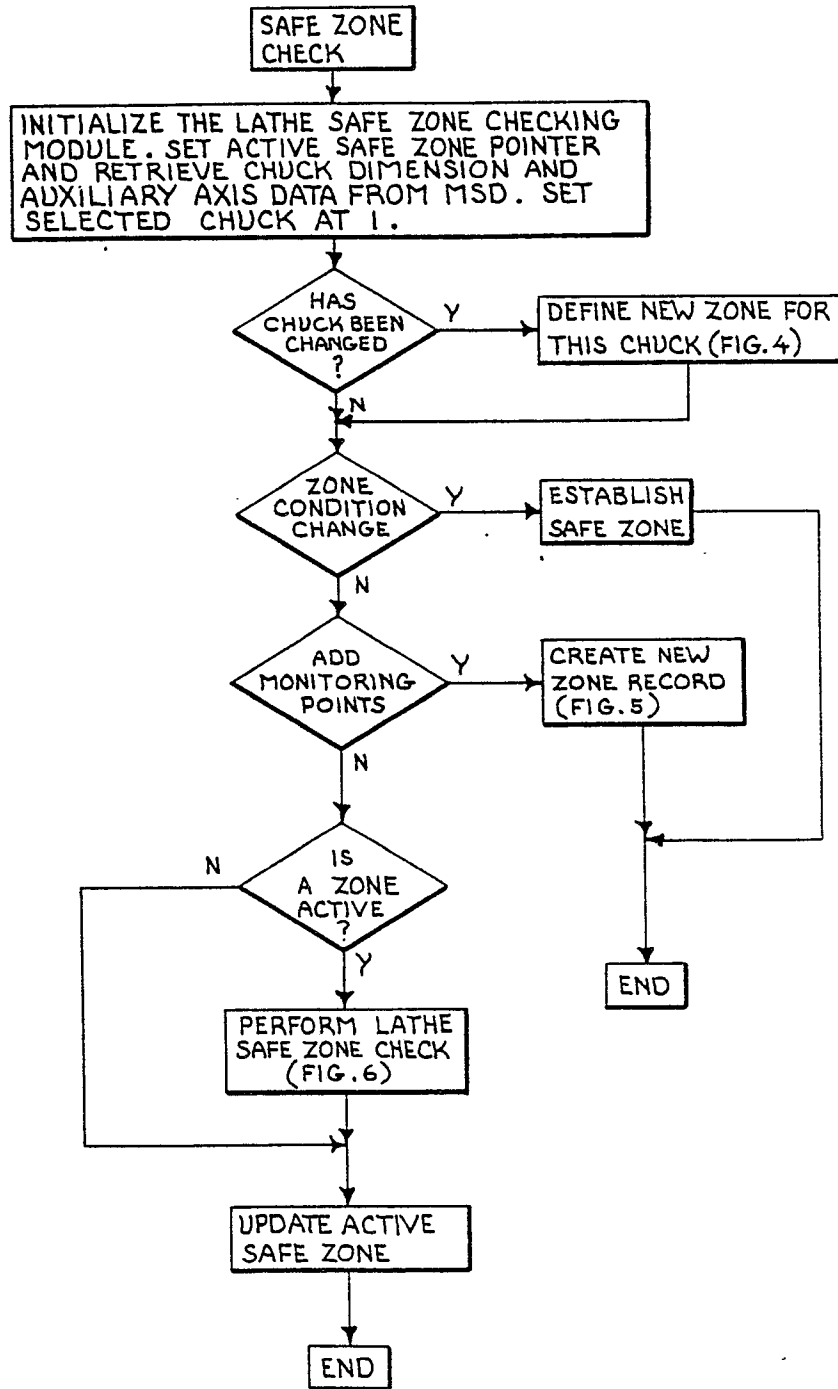 SAFE ZONE
CHECK
INITIALIZE THE LATHE SAFE ZONE CHECKING
MODULE. SET ACTIVE SAFE ZONE POINTER
AND RETRIEVE CHUCK DIMENSION AND
AUXILIARY AXIS DATA FROM MSD. SET
SELECTED CHUCK AT 1.
HAS
CHUCK BEEN
CHANGED
?
Y
DEFINE NEW ZONE FOR
THIS CHUCK (FIG.4)
N
ZONE
CONDITION
CHANGE
Y
ESTABLISH
SAFE ZONE
N
ADD
MONITORING
POINTS
Y
CREATE NEW
ZONE RECORD
(FIG.5)
N
IS
A ZONE
ACTIVE
?
N
Y
END
PERFORM LATHE
SAFE ZONE CHECK
(FIG.6)
UPDATE ACTIVE
SAFE ZONE
END